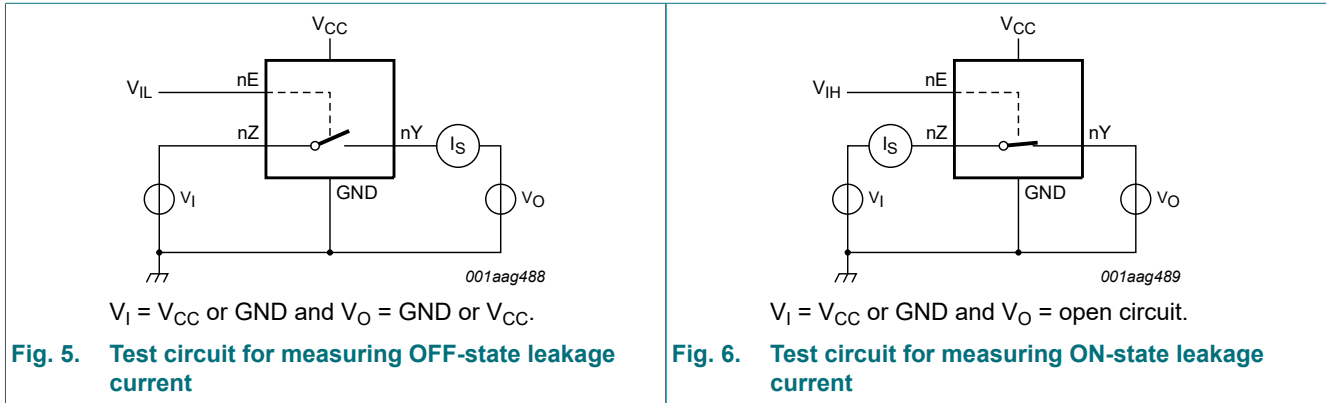 VCC
nE
VIL
nZ
nY
IS
VI
GND
VO
001aag488
VI = VCC or GND and VO = GND or VCC.
Fig. 5. Test circuit for measuring OFF-state leakage
current
VCC
nE
VIH
nZ
nY
IS
VI
GND
VO
001aag489
VI = VCC or GND and VO = open circuit.
Fig. 6. Test circuit for measuring ON-state leakage
current